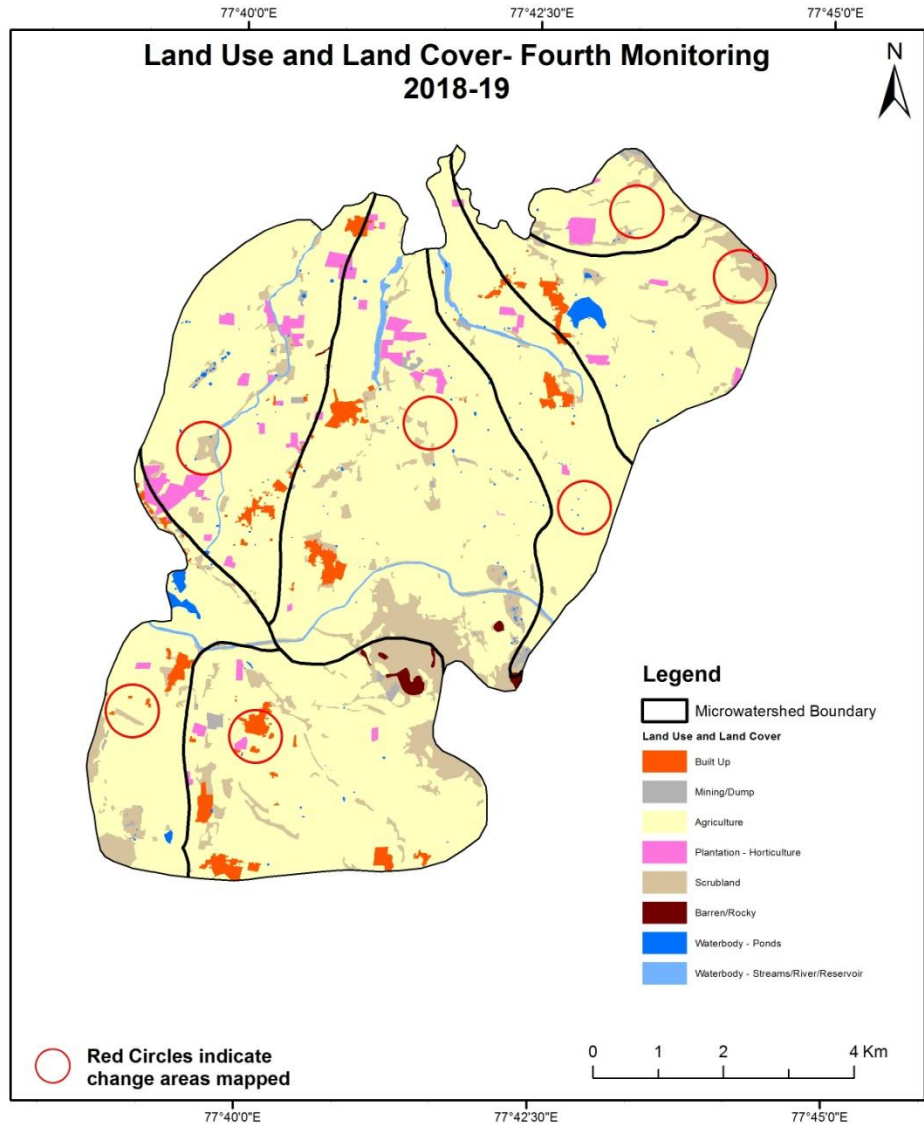 77°40'0"E
77°42'30"E
77°45'0"E
Land Use and Land Cover- Fourth Monitoring
2018-19
N
Legend
Microwatershed Boundary
Land Use and Land Cover
Built Up
Mining/Dump
Agriculture
Plantation - Horticulture
Scrubland
Barren/Rocky
Waterbody - Ponds
Waterbody - Streams/River/Reservoir
Red Circles indicate
change areas mapped
0 1 2 4 Km
77°40'0"E
77°42'30"E
77°45'0"E